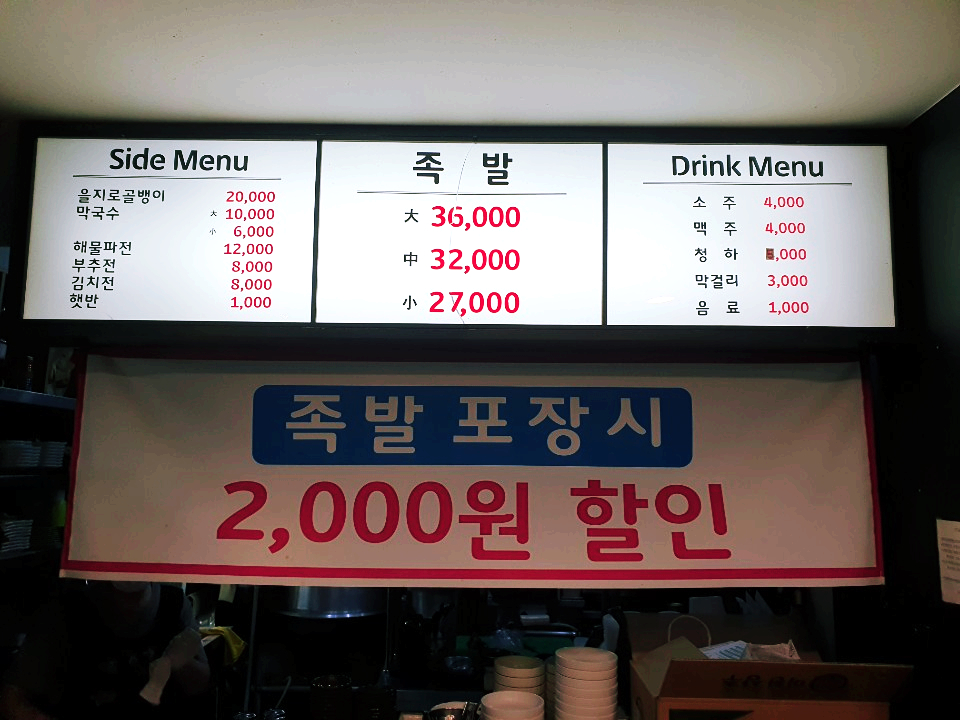 Side Menu
을지로골뱅이 20,000
막국수 大 10,000
小 6,000
해물파전 12,000
부추전 8,000
김치전 8,000
햇반 1,000
족 발
大 36,000
中 32,000
小 27,000
Drink Menu
소 주 4,000
맥 주 4,000
청 하
막걸리 3,000
음 료 1,000
족발 포장시
2,000원 할인